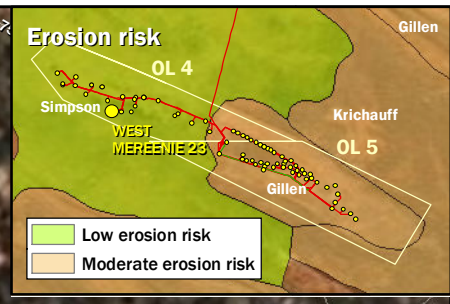 Erosion risk
Gillen
OL 4
Simpson
WEST
MEREENIE 23
Krichauff
OL 5
Gillen
Low erosion risk
Moderate erosion risk